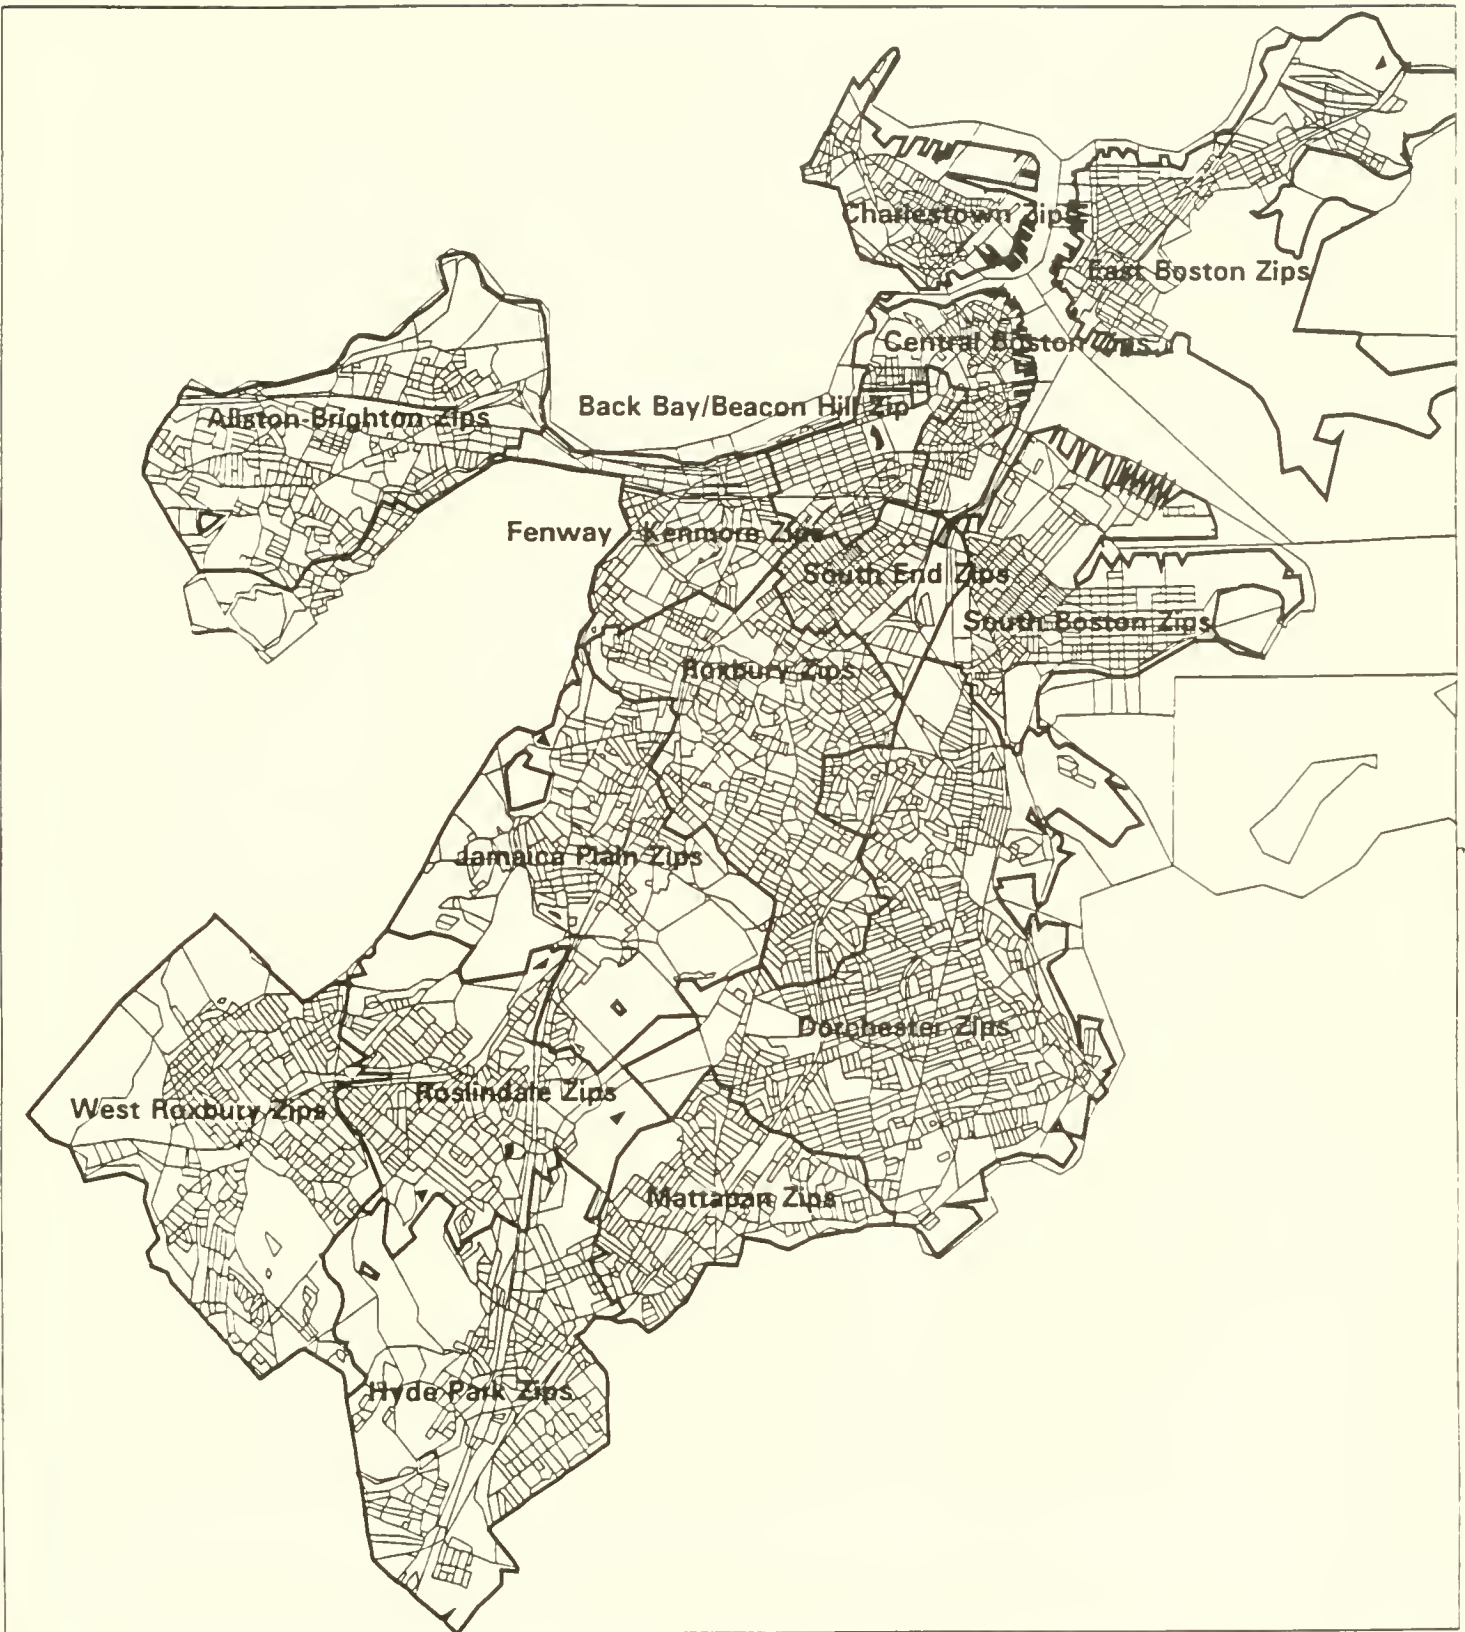 Charlestown Zips
East Boston Zips
Central Boston Zips
Back Bay/Beacon Hill Zip
Allston-Brighton Zips
Fenway - Kenmore Zips
South End Zips
South Boston Zips
Roxbury Zips
Jamaica Plain Zips
Dorchester Zips
Roslindale Zips
West Roxbury Zips
Mattapan Zips
Hyde Park Zips